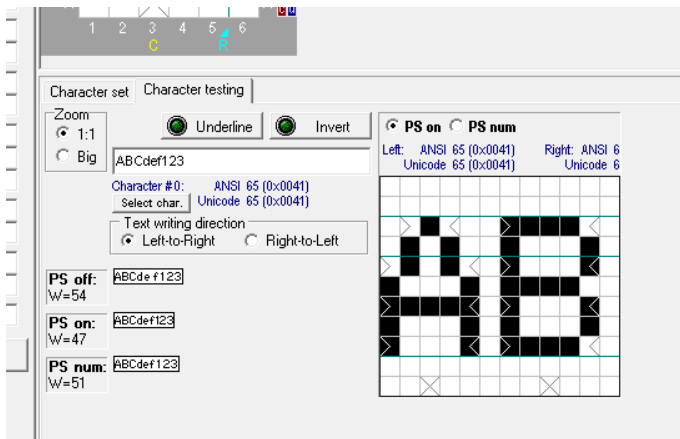 1 2 3 4 5 6
C R
Character set Character testing
Zoom
1:1
Big
Underline Invert
ABCdef123
Character #0: ANSI 65 (0x0041)
Select char. Unicode 65 (0x0041)
Text writing direction
Left-to-Right Right-to-Left
PS off: ABCdef123
W=54
PS on: ABCdef123
W=47
PS num: ABCdef123
W=51
PS on PS num
Left: ANSI 65 (0x0041) Right: ANSI 6
Unicode 65 (0x0041) Unicode 6
AB